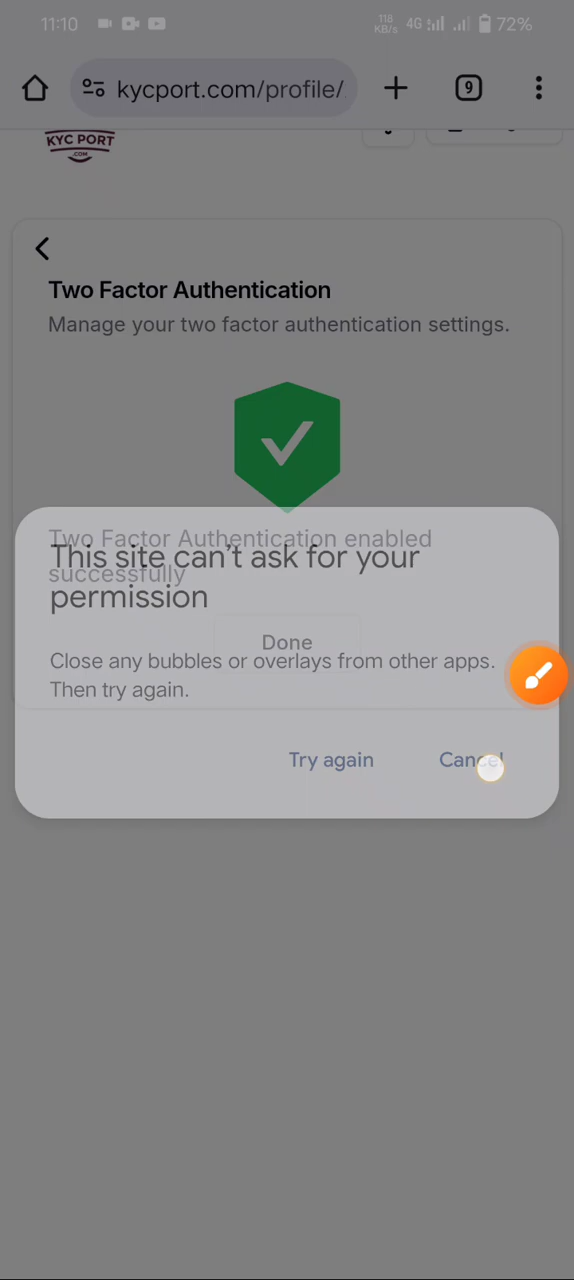 11:10
118
KB/s
4G
72%
kycport.com/profile/
9
KYC PORT
.COM
Two Factor Authentication
Manage your two factor authentication settings.
Two Factor Authentication enabled
successfully
This site can't ask for your
permission
Done
Close any bubbles or overlays from other apps.
Then try again.
Try again
Cancel